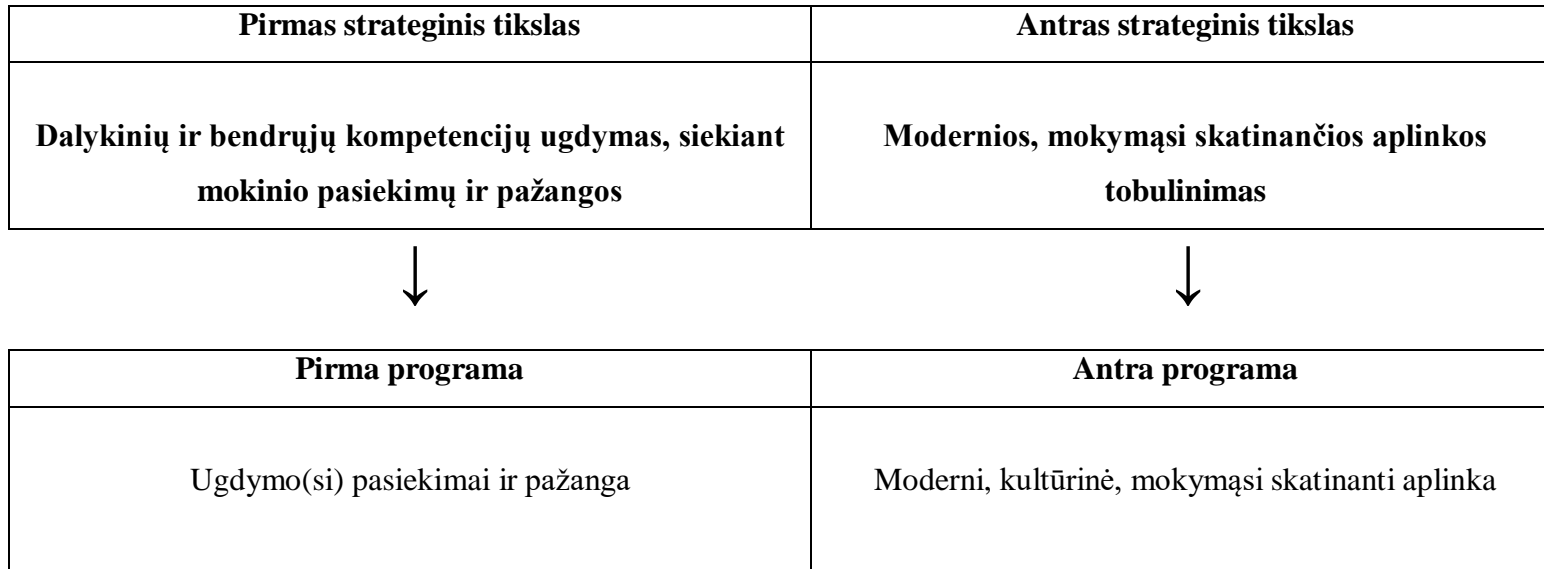 Pirmas strateginis tikslas
Antras strateginis tikslas
Dalykinių ir bendrųjų kompetencijų ugdymas, siekiant
mokinio pasiekimų ir pažangos
Modernios, mokymąsi skatinančios aplinkos
tobulinimas
↓
↓
Pirma programa
Antra programa
Ugdymo(si) pasiekimai ir pažanga
Moderni, kultūrinė, mokymąsi skatinanti aplinka